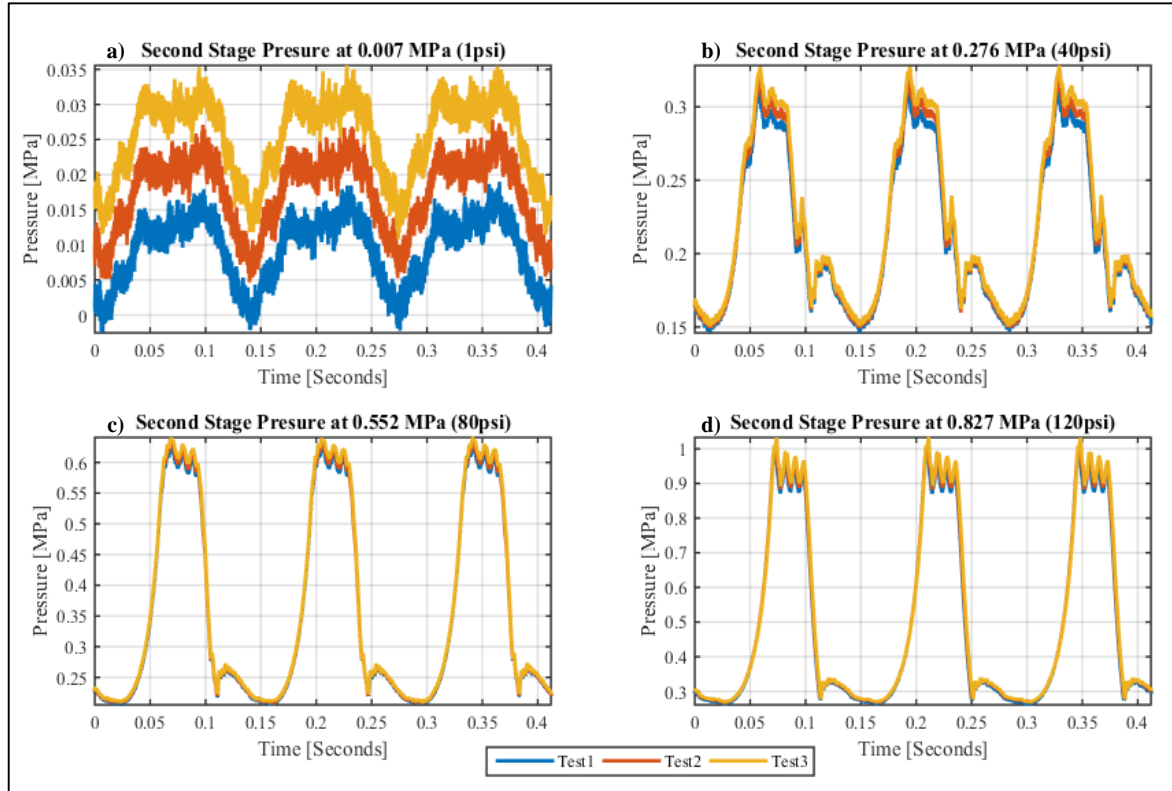 a) Second Stage Presure at 0.007 MPa (1psi)
Pressure [MPa]
0.035
0.03
0.025
0.02
0.015
0.01
0.005
0
0 0.05 0.1 0.15 0.2 0.25 0.3 0.35 0.4
Time [Seconds]
b) Second Stage Presure at 0.276 MPa (40psi)
Pressure [MPa]
0.3
0.25
0.2
0.15
0 0.05 0.1 0.15 0.2 0.25 0.3 0.35 0.4
Time [Seconds]
c) Second Stage Presure at 0.552 MPa (80psi)
Pressure [MPa]
0.6
0.55
0.5
0.45
0.4
0.35
0.3
0.25
0 0.05 0.1 0.15 0.2 0.25 0.3 0.35 0.4
Time [Seconds]
d) Second Stage Presure at 0.827 MPa (120psi)
Pressure [MPa]
1
0.9
0.8
0.7
0.6
0.5
0.4
0.3
0 0.05 0.1 0.15 0.2 0.25 0.3 0.35 0.4
Time [Seconds]
Test1 Test2 Test3